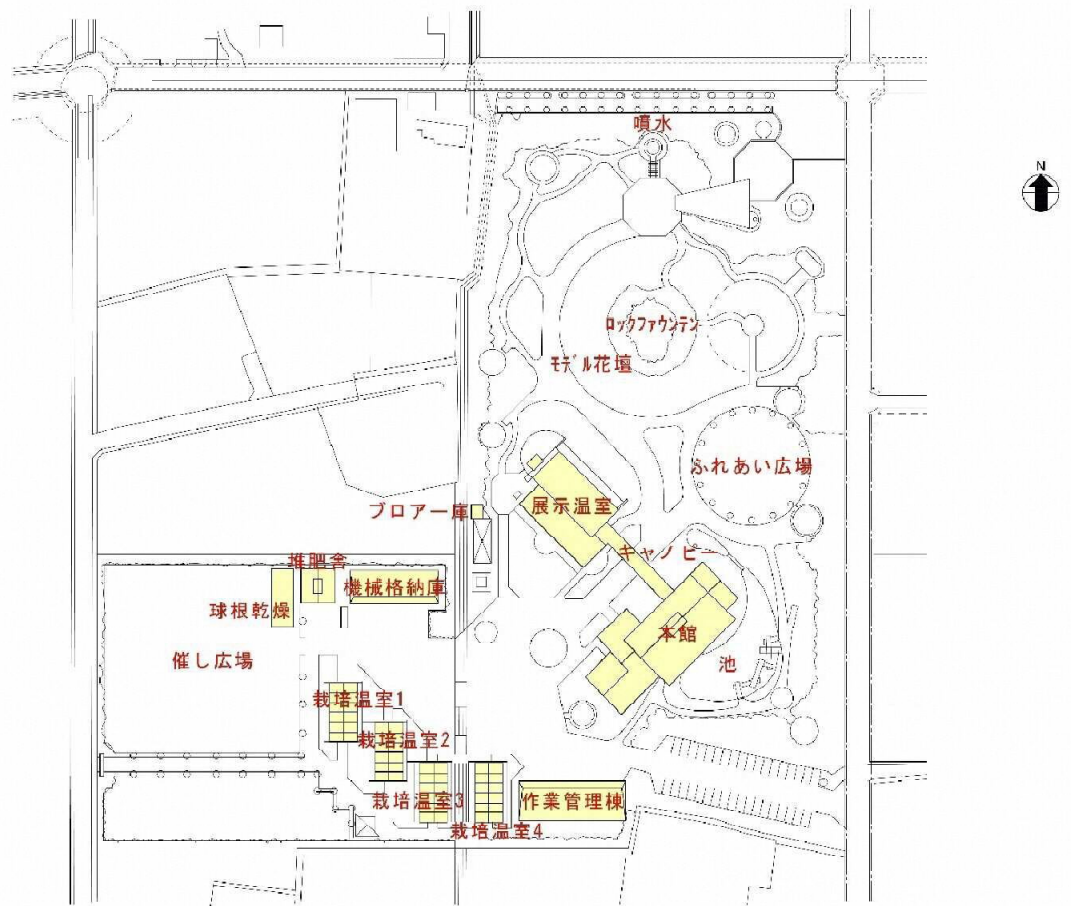 噴水
N
ロックファウンテン
モデル花壇
ふれあい広場
展示温室
ブロアー庫
キャノピー
堆肥舎
機械格納庫
球根乾燥
本館
催し広場
池
栽培温室1
栽培温室2
栽培温室3
作業管理棟
栽培温室4